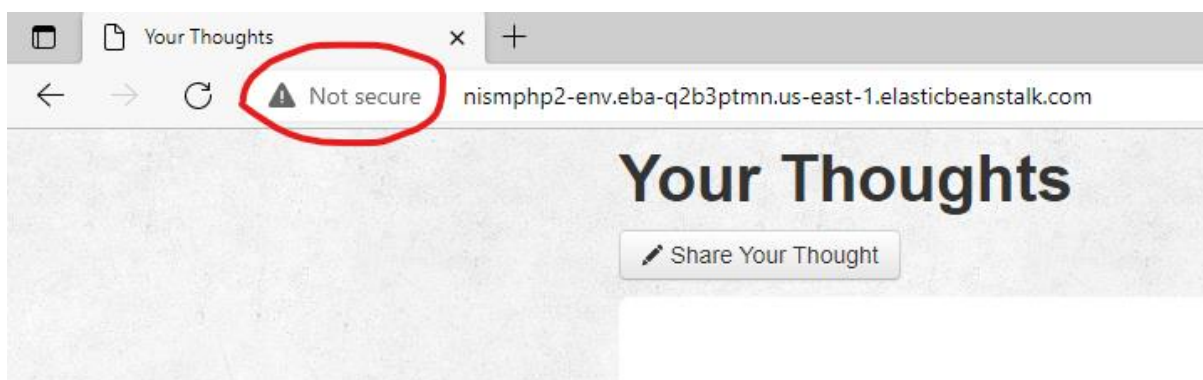 Your Thoughts
Not secure nismphp2-env.eba-q2b3ptmn.us-east-1.elasticbeanstalk.com
Your Thoughts
Share Your Thought